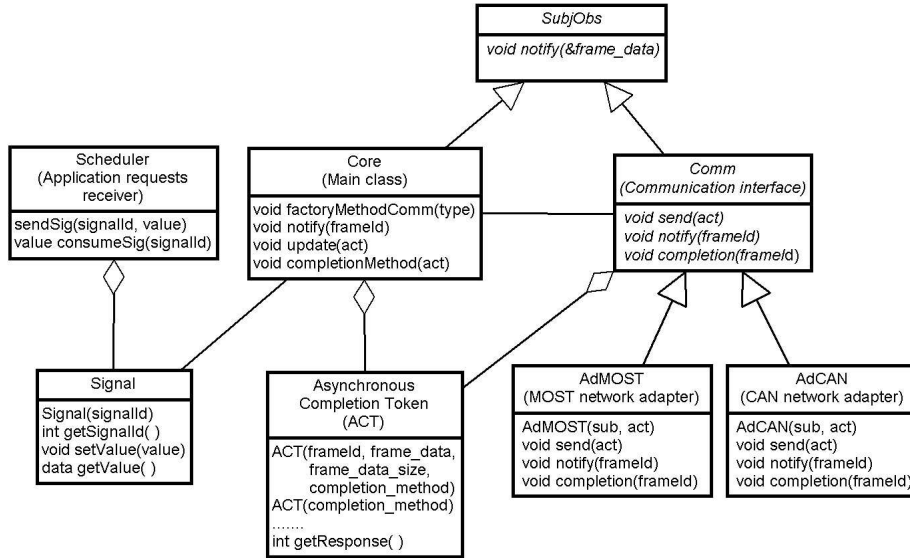 SubjObs
void notify(&frame_data)
Scheduler
(Application requests
receiver)
sendSig(signalId, value)
value consumeSig(signalId)
Core
(Main class)
void factoryMethodComm(type)
void notify(frameId)
void update(act)
void completionMethod(act)
Comm
(Communication interface)
void send(act)
void notify(frameId)
void completion(frameId)
Signal
Signal(signalId)
int getSignalId( )
void setValue(value)
data getValue( )
Asynchronous
Completion Token
(ACT)
ACT(frameId, frame_data,
frame_data_size,
completion_method)
ACT(completion_method)
.......
int getResponse( )
AdMOST
(MOST network adapter)
AdMOST(sub, act)
void send(act)
void notify(frameId)
void completion(frameId)
AdCAN
(CAN network adapter)
AdCAN(sub, act)
void send(act)
void notify(frameId)
void completion(frameId)